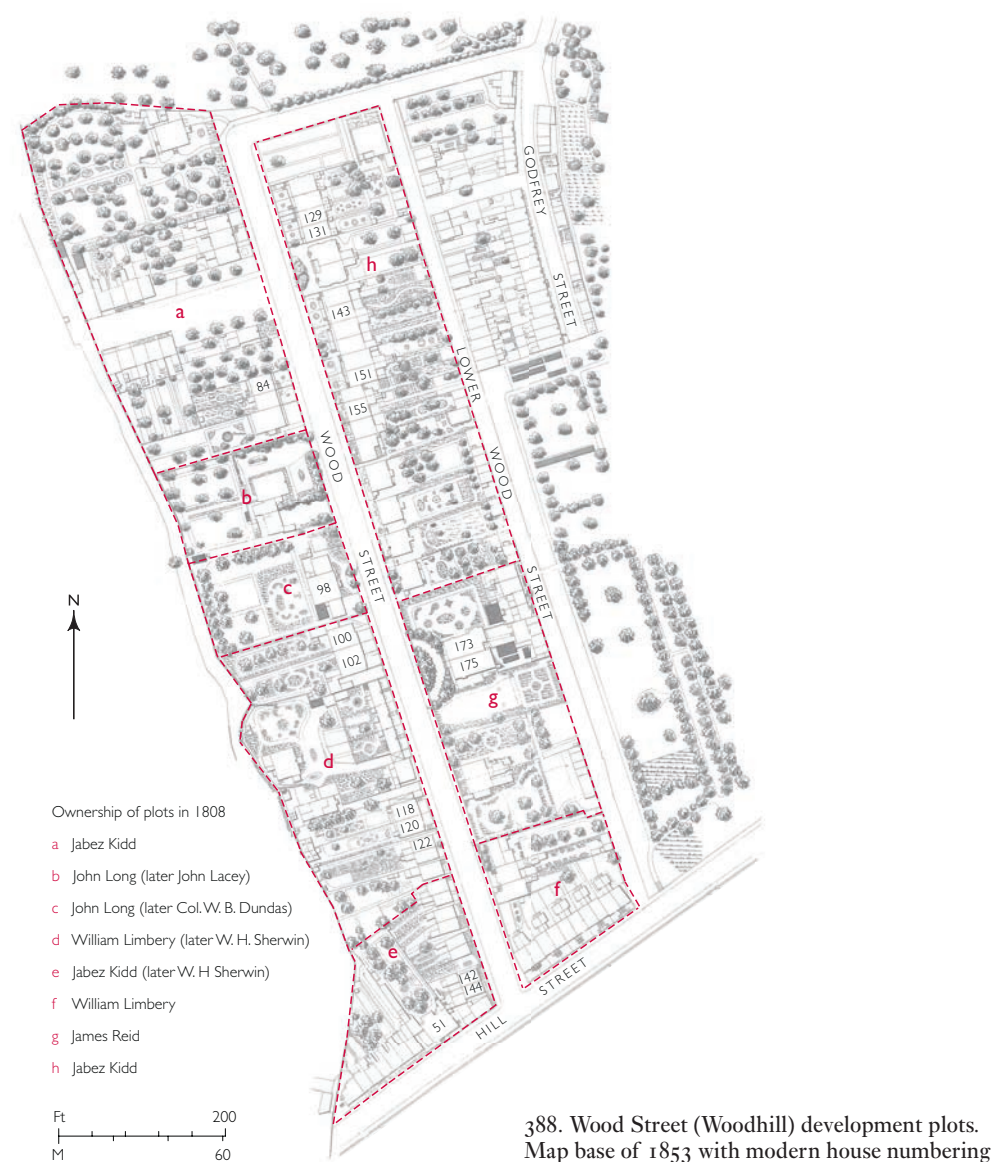 GODFREY
STREET
129
131
h
143
a
LOWER
151
84
155
WOOD
WOOD
b
STREET
STREET
c
98
N
100
173
102
175
g
d
Ownership of plots in 1808
118
a Jabez Kidd
120
122
b John Long (later John Lacey)
f
c John Long (later Col. W. B. Dundas)
d William Limbery (later W. H. Sherwin)
e
e Jabez Kidd (later W. H Sherwin)
142
144
STREET
f William Limbery
51
HILL
g James Reid
h Jabez Kidd
Ft 200
M 60
388. Wood Street (Woodhill) development plots.
Map base of 1853 with modern house numbering